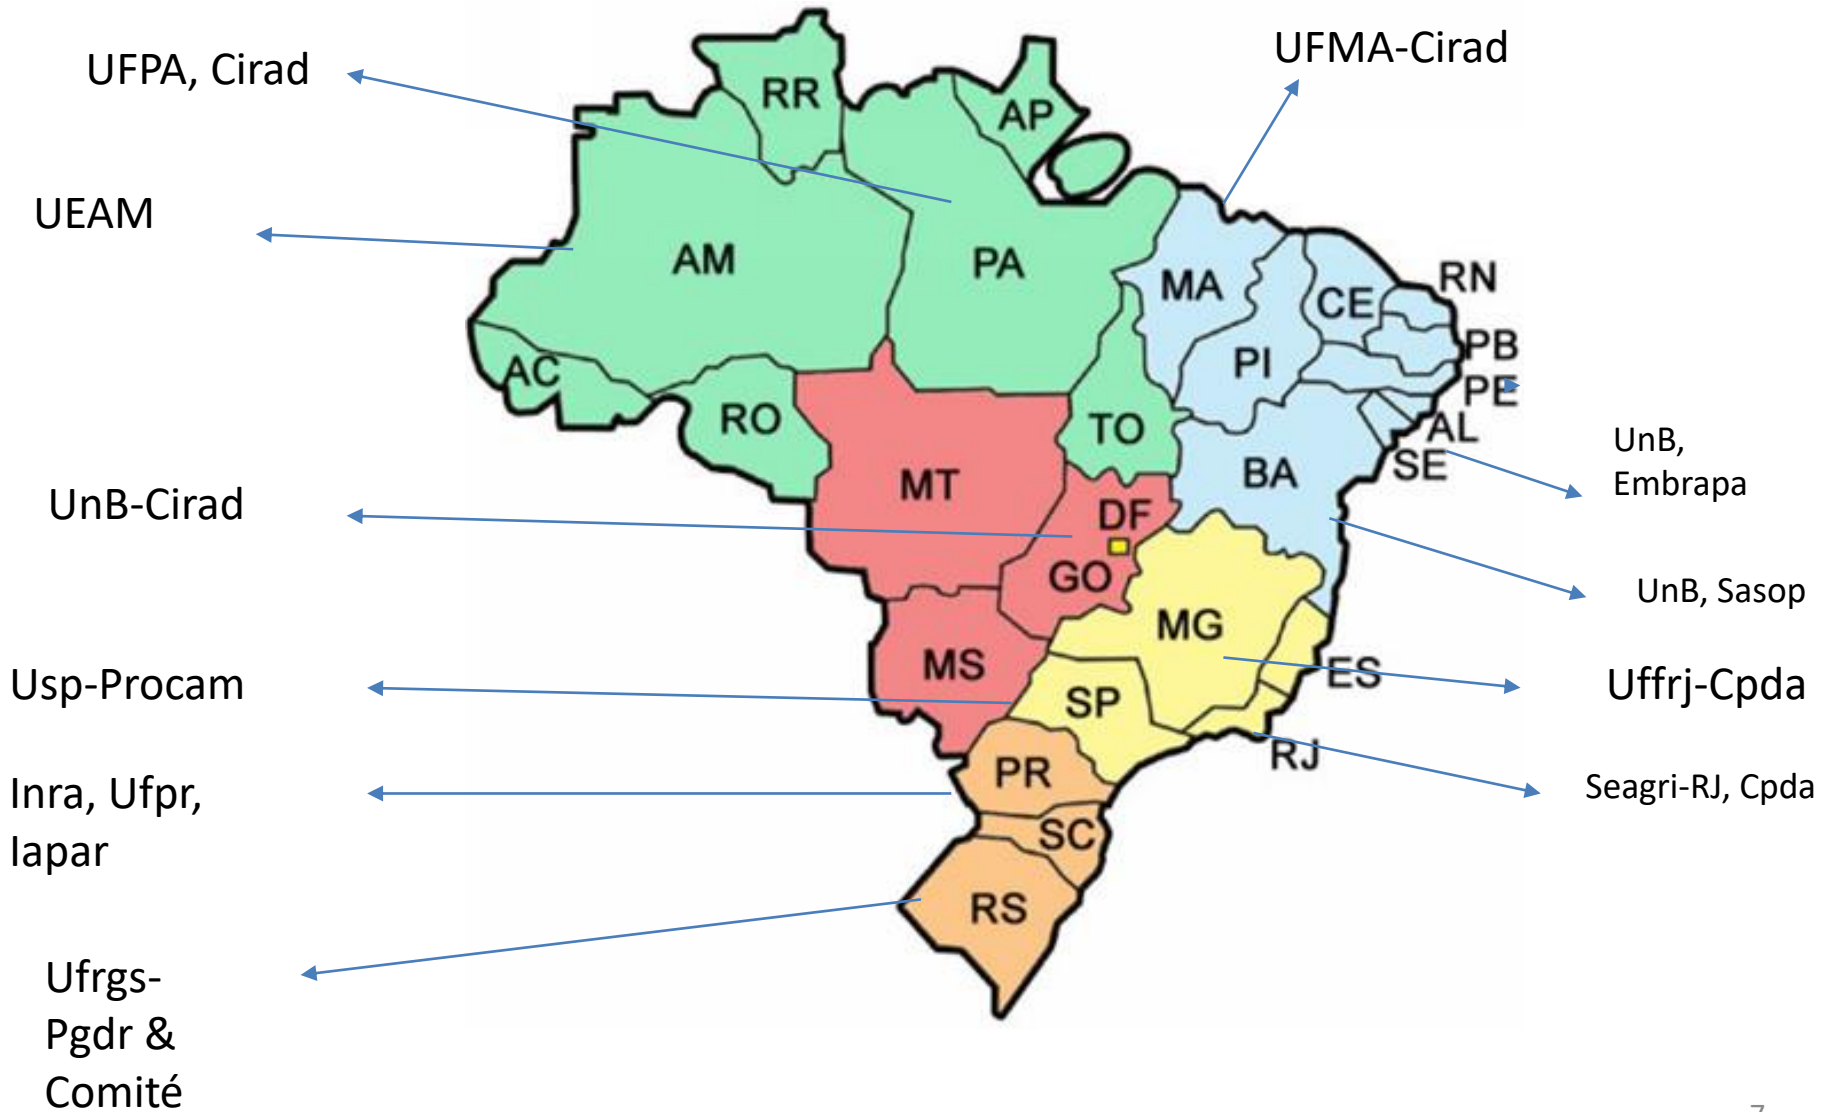 UFPA, Cirad
UFMA-Cirad
RR
AP
UEAM
AM
PA
MA
CE
RN
PB
PI
PE
AC
RO
TO
AL
SE
BA
MT
UnB,
Embrapa
UnB-Cirad
DF
GO
UnB, Sasop
MG
MS
ES
Usp-Procam
SP
Uffrj-Cpda
RJ
PR
Inra, Ufpr,
Iapar
Seagri-RJ, Cpda
SC
RS
Ufrgs-
Pgdr &
Comité
7